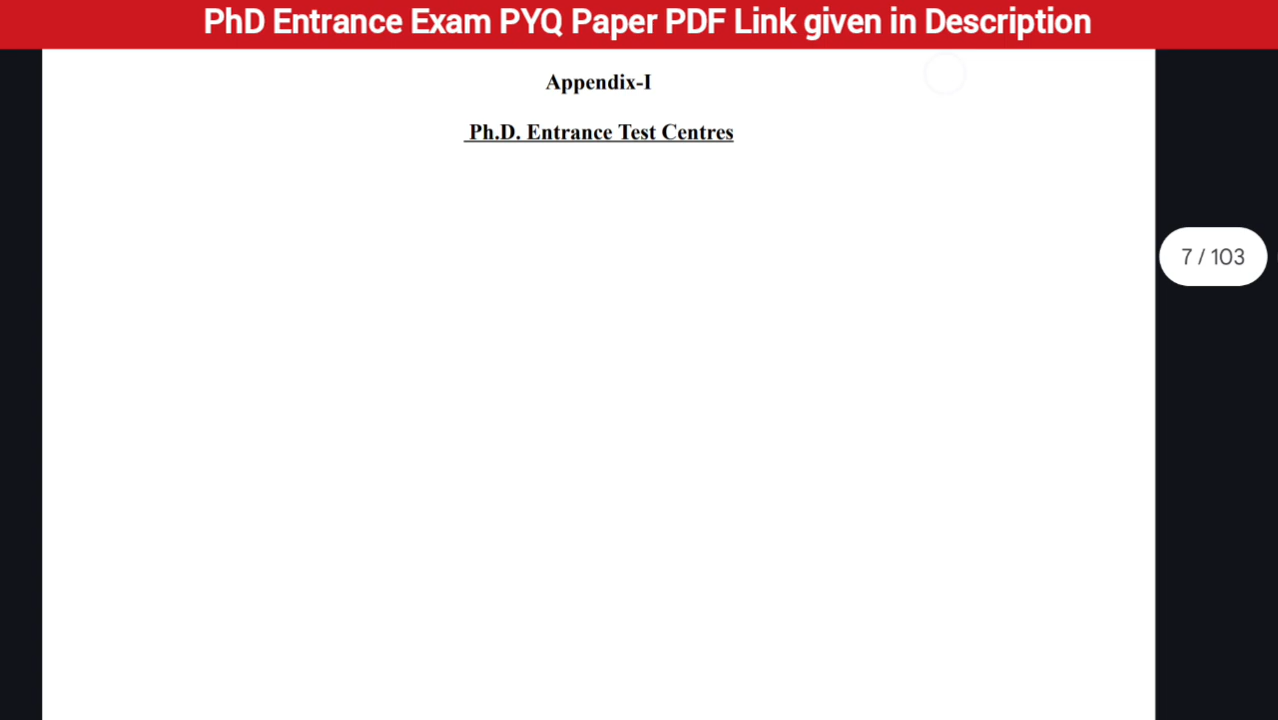 PhD Entrance Exam PYQ Paper PDF Link given in Description
Appendix-I
Ph.D. Entrance Test Centres
7 / 103